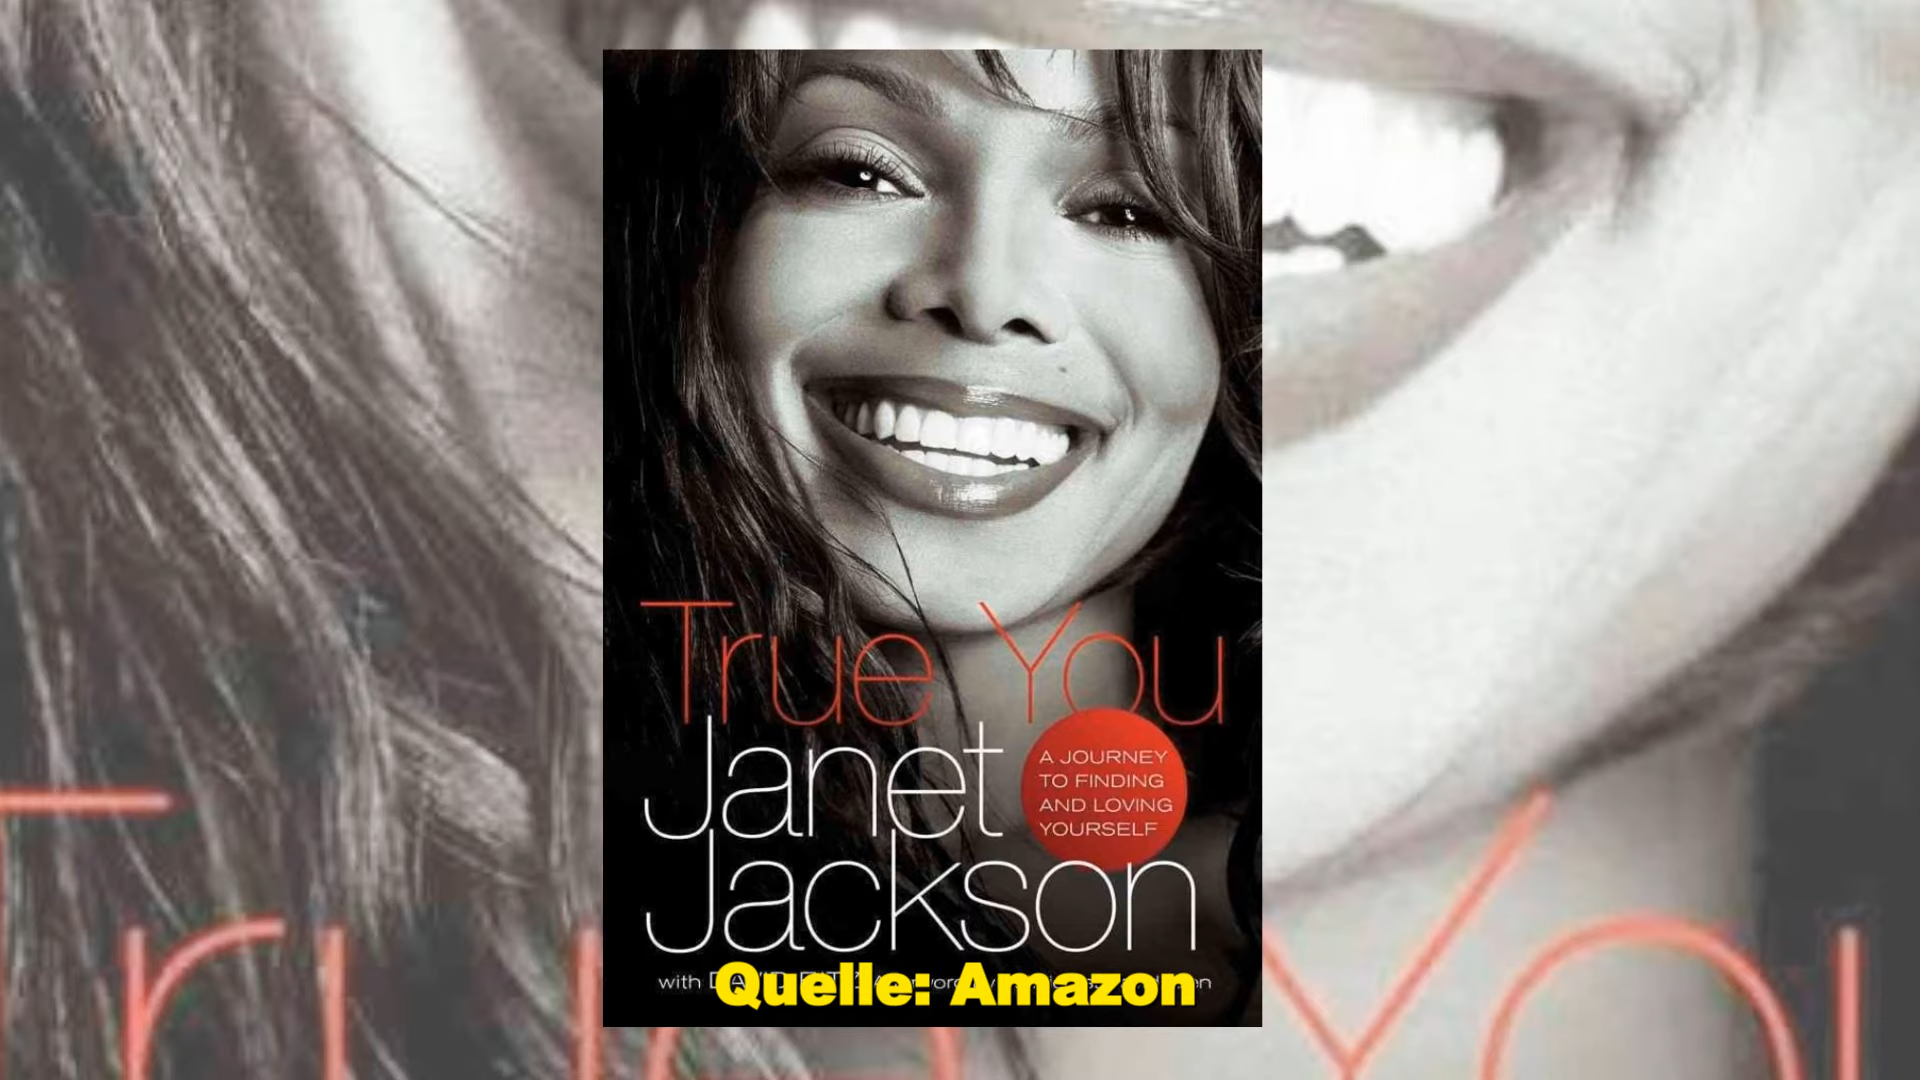 True You
Janet
Jackson
A JOURNEY
TO FINDING
AND LOVING
YOURSELF
with
Quelle: Amazon